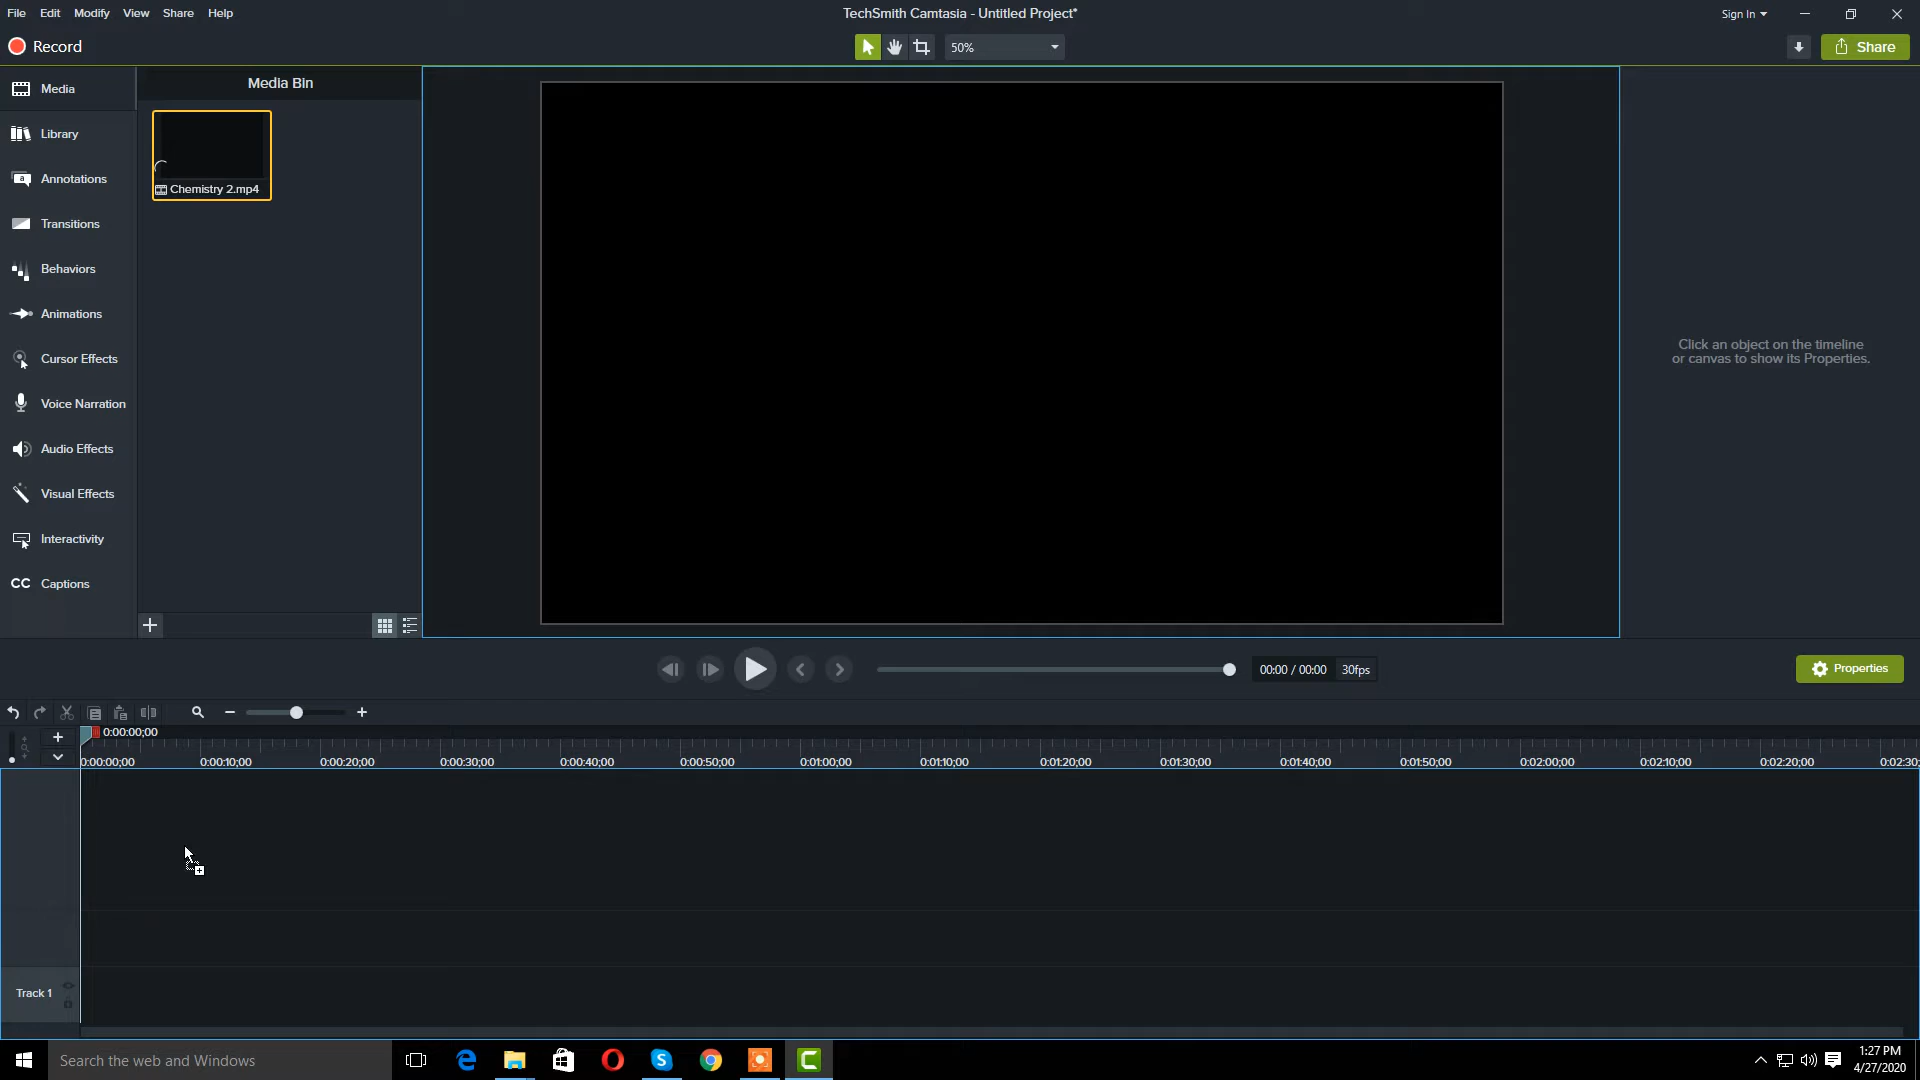 File Edit Modify View Share Help
TechSmith Camtasia - Untitled Project*
Sign In
Record
50%
Share
Media
Library
Annotations
Transitions
Behaviors
Animations
Cursor Effects
Voice Narration
Audio Effects
Visual Effects
Interactivity
CC Captions
Media Bin
Chemistry 2.mp4
Click an object on the timeline
or canvas to show its Properties.
00:00 / 00:00 30fps
Properties
0:00:00;00
0:00:00;00 0:00:10;00 0:00:20;00 0:00:30;00 0:00:40;00 0:00:50;00 0:01:00;00 0:01:10;00 0:01:20;00 0:01:30;00 0:01:40;00 0:01:50;00 0:02:00;00 0:02:10;00 0:02:20;00 0:02:30;
Track 1
Search the web and Windows
1:27 PM
4/27/2020